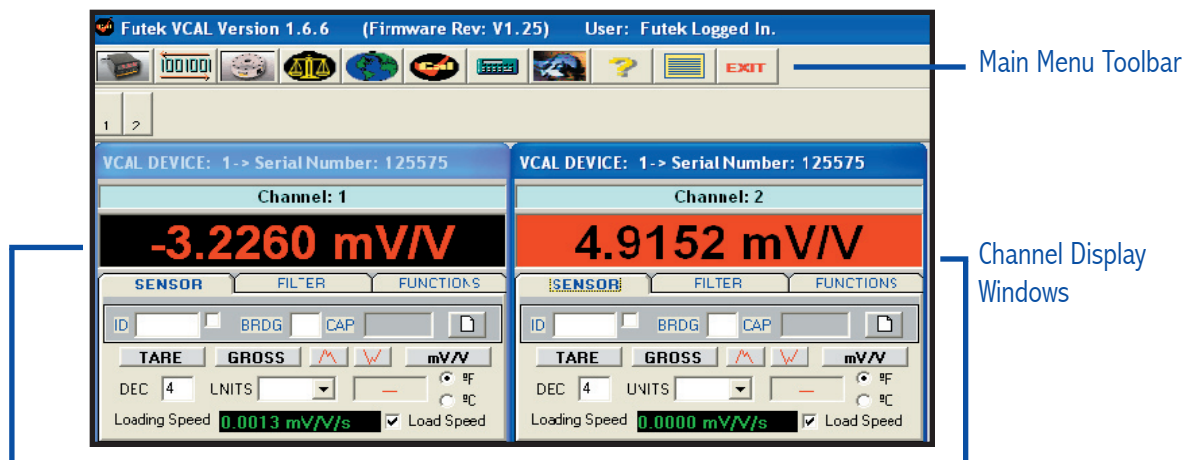 Futek VCAL Version 1.6.6 (Firmware Rev: V1.25) User: Futek Logged In.
1001001 EXIT
Main Menu Toolbar
1 2
VCAL DEVICE: 1-> Serial Number: 125575
Channel: 1
-3.2260 mV/V
SENSOR FILTER FUNCTIONS
ID BRDG CAP
TARE GROSS mV/V
DEC 4 UNITS — ºF
ºC
Loading Speed 0.0013 mV/V/s Load Speed
VCAL DEVICE: 1-> Serial Number: 125575
Channel: 2
4.9152 mV/V
SENSOR FILTER FUNCTIONS
ID BRDG CAP
TARE GROSS mV/V
DEC 4 UNITS — ºF
ºC
Loading Speed 0.0000 mV/V/s Load Speed
Channel Display
Windows